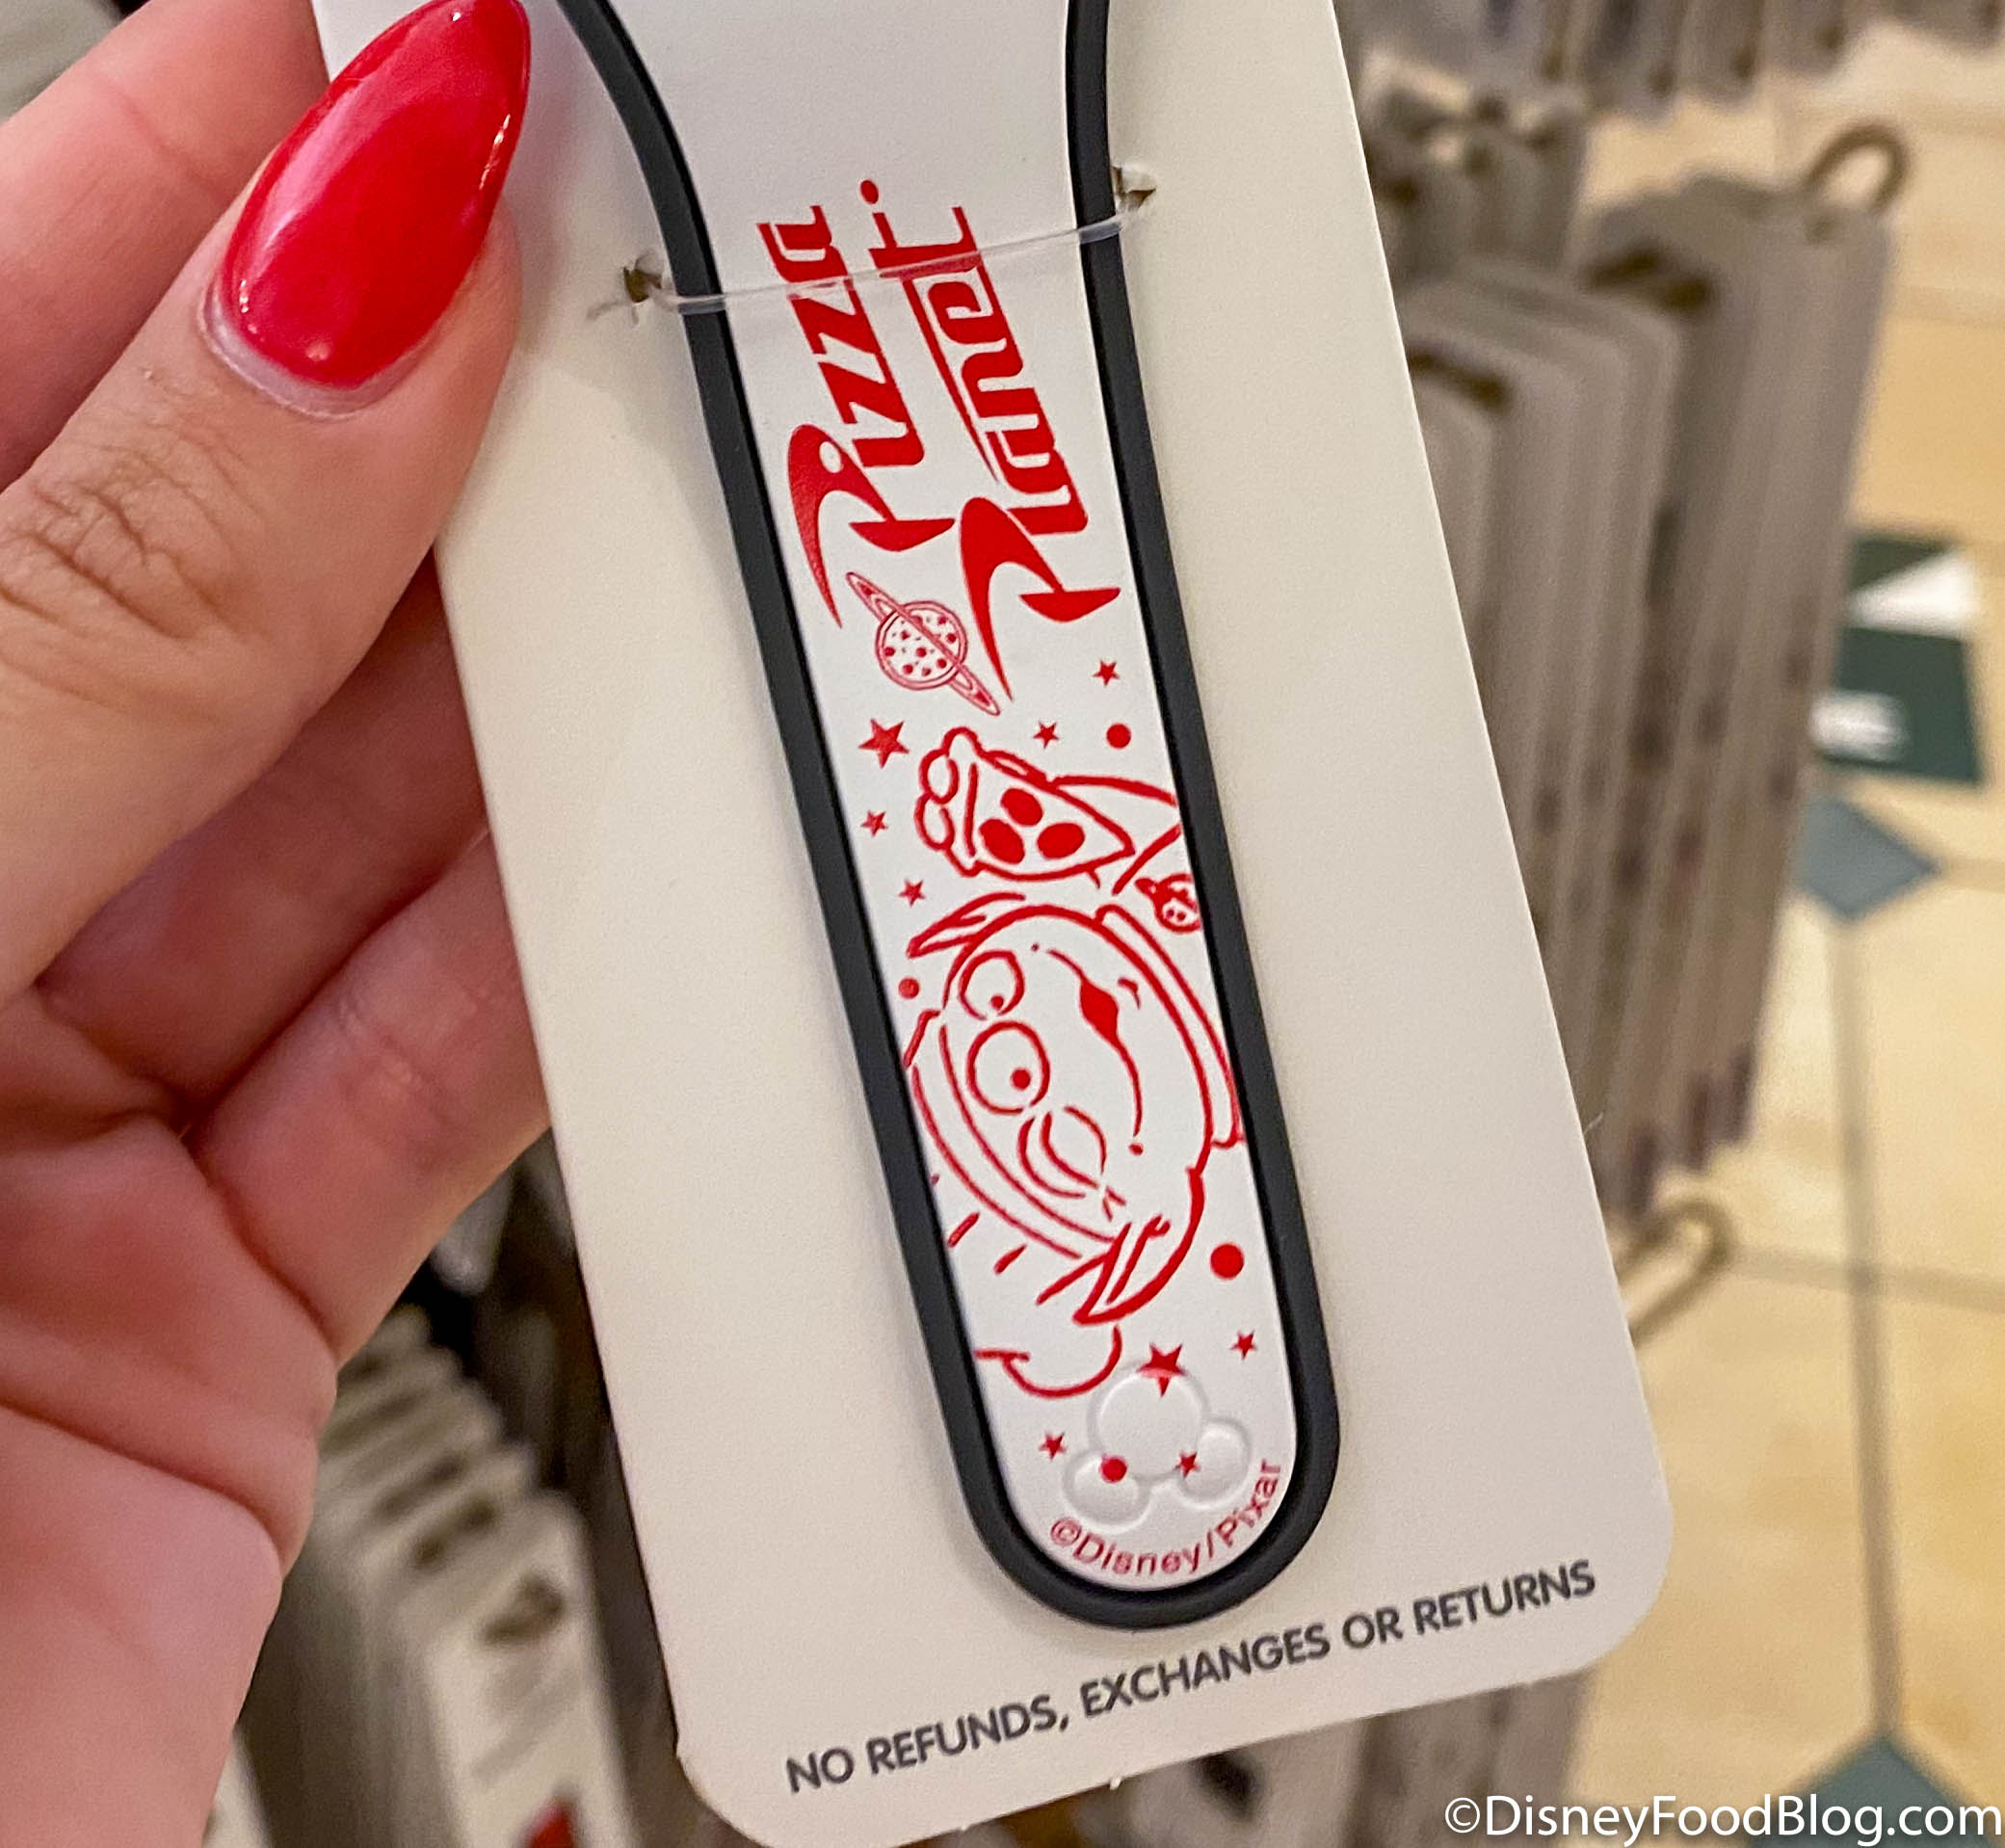 Pizza
Planet
©Disney/Pixar
NO REFUNDS, EXCHANGES OR RETURNS
©DisneyFoodBlog.com